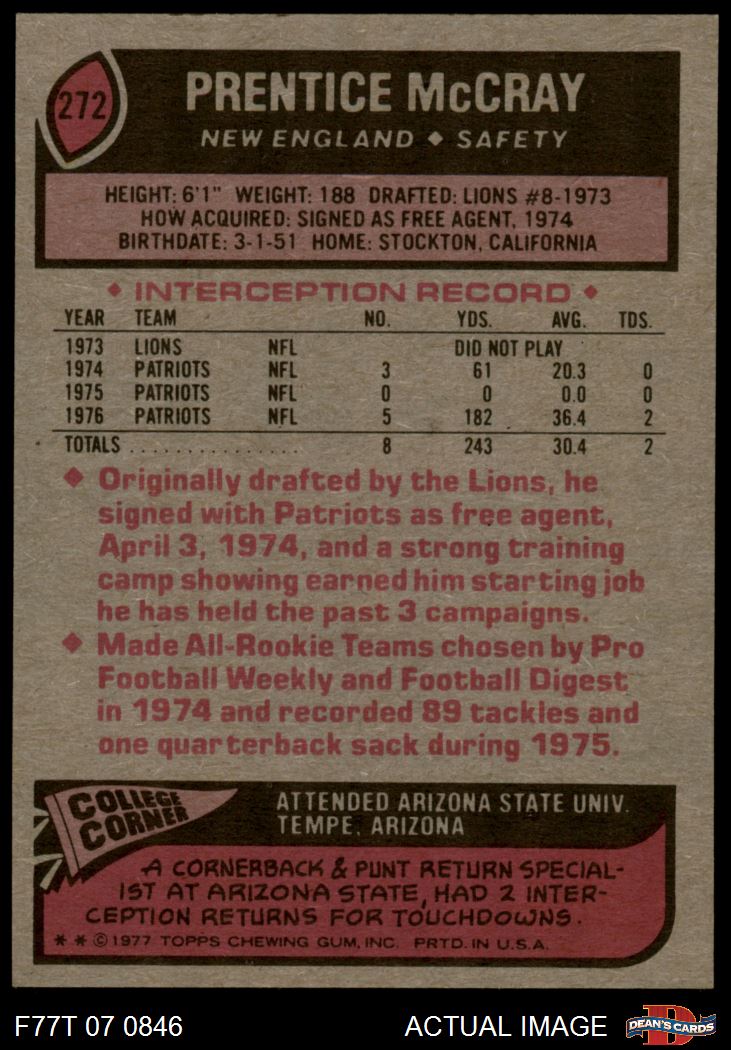 272
PRENTICE McCRAY
NEW ENGLAND ◆ SAFETY
HEIGHT: 6'1" WEIGHT: 188 DRAFTED: LIONS #8-1973
HOW ACQUIRED: SIGNED AS FREE AGENT, 1974
BIRTHDATE: 3-1-51 HOME: STOCKTON, CALIFORNIA
◆ INTERCEPTION RECORD ◆
YEAR TEAM NO. YDS. AVG. TDS.
1973 LIONS NFL DID NOT PLAY
1974 PATRIOTS NFL 3 61 20.3 0
1975 PATRIOTS NFL 0 0 0.0 0
1976 PATRIOTS NFL 5 182 36.4 2
TOTALS ............... 8 243 30.4 2
◆ Originally drafted by the Lions, he
signed with Patriots as free agent,
April 3, 1974, and a strong training
camp showing earned him starting job
he has held the past 3 campaigns.
◆ Made All-Rookie Teams chosen by Pro
Football Weekly and Football Digest
in 1974 and recorded 89 tackles and
one quarterback sack during 1975.
COLLEGE
CORNER
ATTENDED ARIZONA STATE UNIV.
TEMPE, ARIZONA
A CORNERBACK & PUNT RETURN SPECIAL-
IST AT ARIZONA STATE, HAD 2 INTER-
CEPTION RETURNS FOR TOUCHDOWNS.
* * © 1977 TOPPS CHEWING GUM, INC. PRTD. IN U.S.A.
F77T 07 0846 ACTUAL IMAGE
D
DEAN'S CARDS